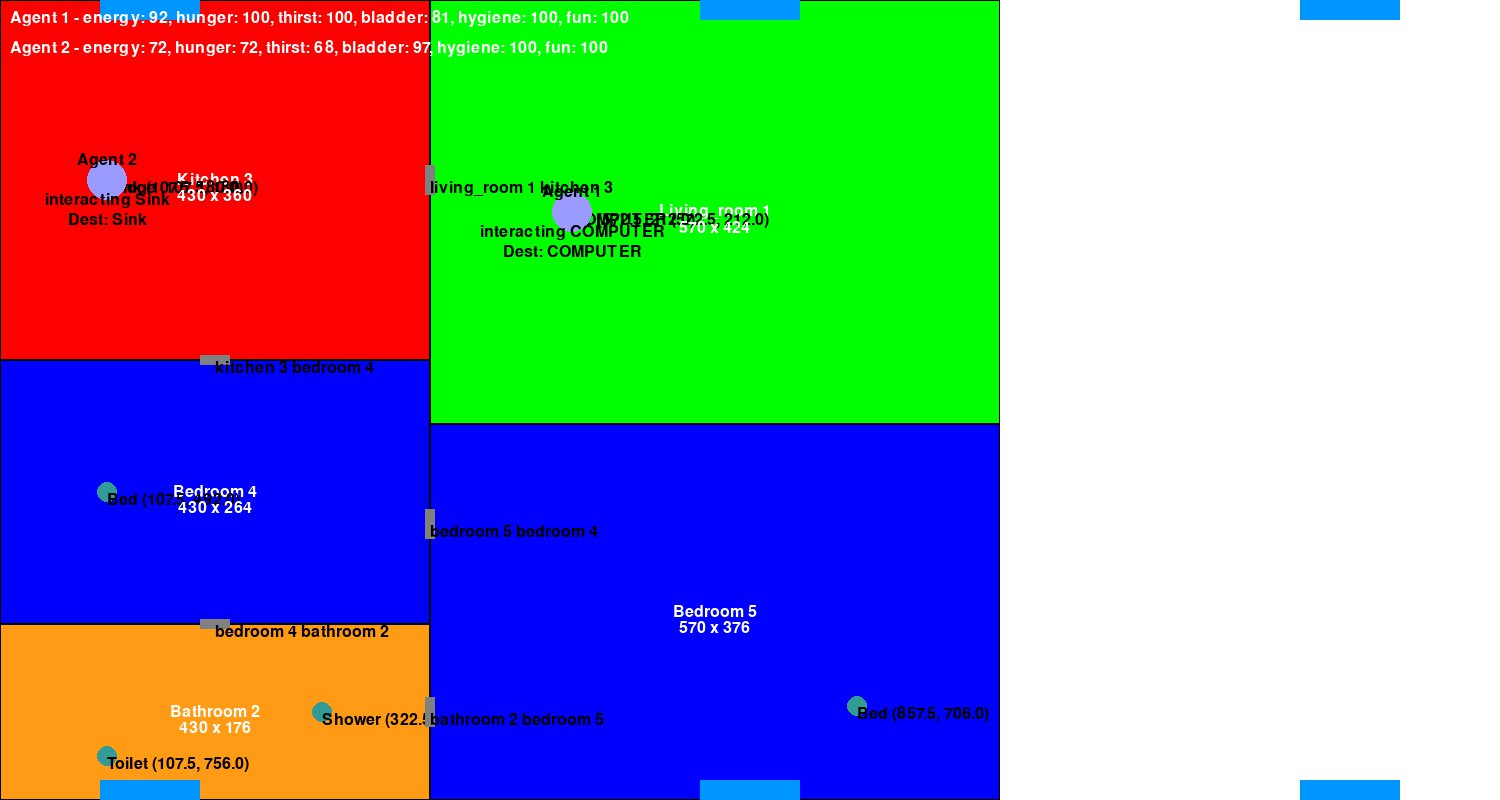 Agent 1 - energy: 92, hunger: 100, thirst: 100, bladder: 81, hygiene: 100, fun: 100
Agent 2 - energy: 72, hunger: 72, thirst: 68, bladder: 97, hygiene: 100, fun: 100
Agent 2
Kitchen 3
430 x 360
interacting Sink
Dest: Sink
living_room 1 kitchen 3
Agent 1
Living_room 1
570 x 424
interacting COMPUTER
Dest: COMPUTER
kitchen 3 bedroom 4
Bedroom 4
Bed (107.5,
430 x 264
bedroom 5 bedroom 4
Bedroom 5
570 x 376
bedroom 4 bathroom 2
Bathroom 2
430 x 176
Shower (322.5
bathroom 2 bedroom 5
Bed (857.5, 706.0)
Toilet (107.5, 756.0)